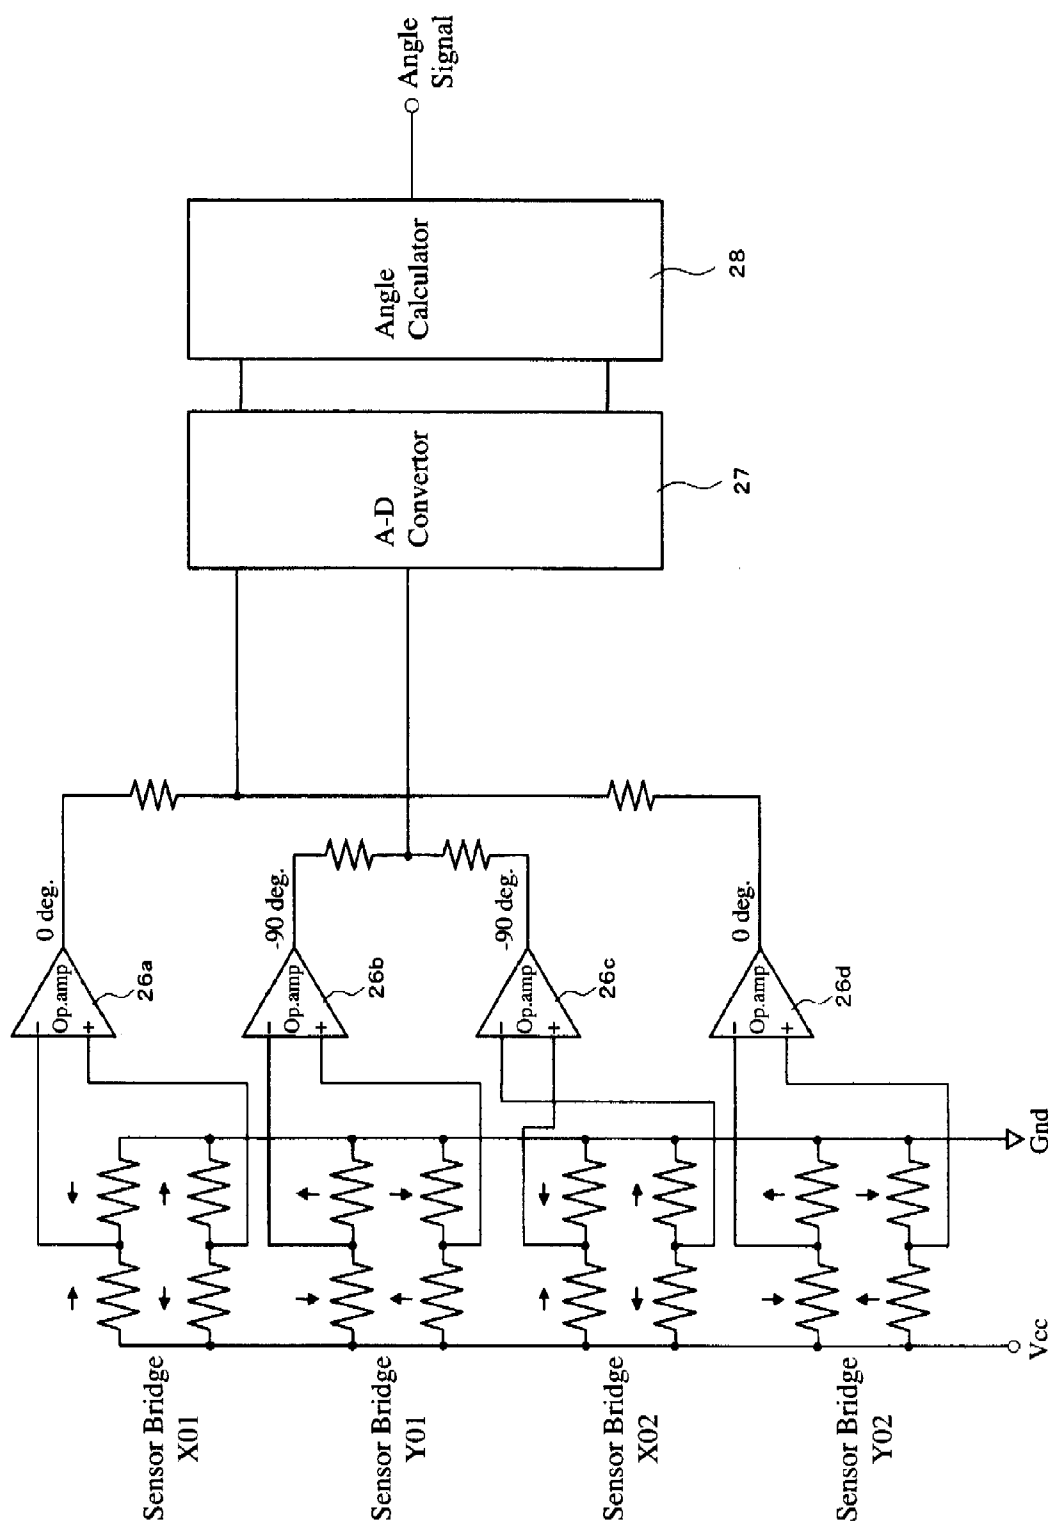 Sensor Bridge
X01
Sensor Bridge
Y01
Sensor Bridge
X02
Sensor Bridge
Y02
Vcc
Gnd
−
Op.amp
+
26a
0 deg.
−
Op.amp
+
26b
-90 deg.
−
Op.amp
+
26c
-90 deg.
−
Op.amp
+
26d
0 deg.
A-D
Convertor
27
Angle
Calculator
28
Angle
Signal